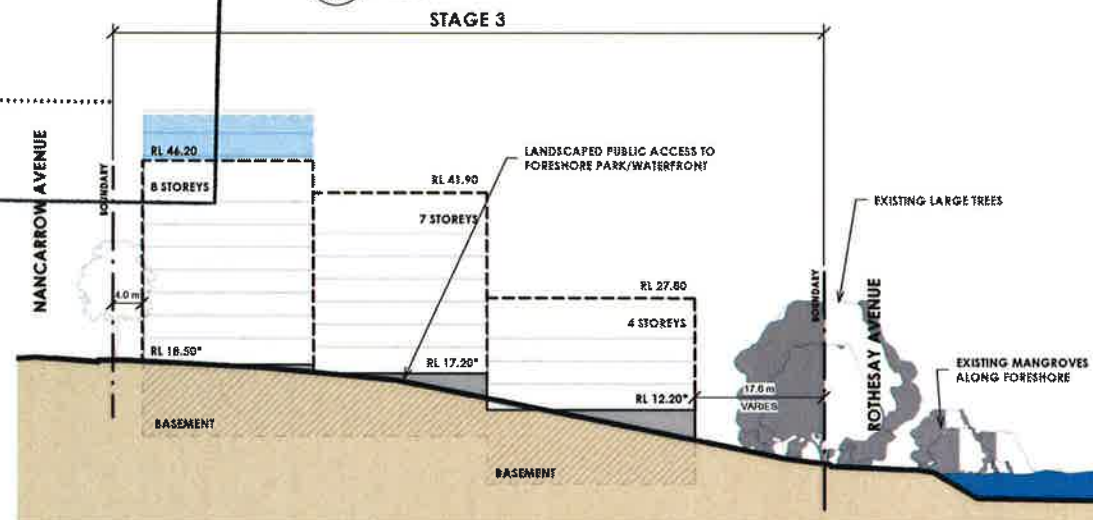 STAGE 3
NANCARROW AVENUE
BOUNDARY
RL 46.20
8 STOREYS
4.0 m
RL 18.50*
BASEMENT
RL 43.90
7 STOREYS
RL 17.20*
LANDSCAPED PUBLIC ACCESS TO
FORESHORE PARK/WATERFRONT
RL 27.80
4 STOREYS
RL 12.20*
BASEMENT
17.6 m
VARIES
BOUNDARY
ROTHESAY AVENUE
EXISTING LARGE TREES
EXISTING MANGROVES
ALONG FORESHORE